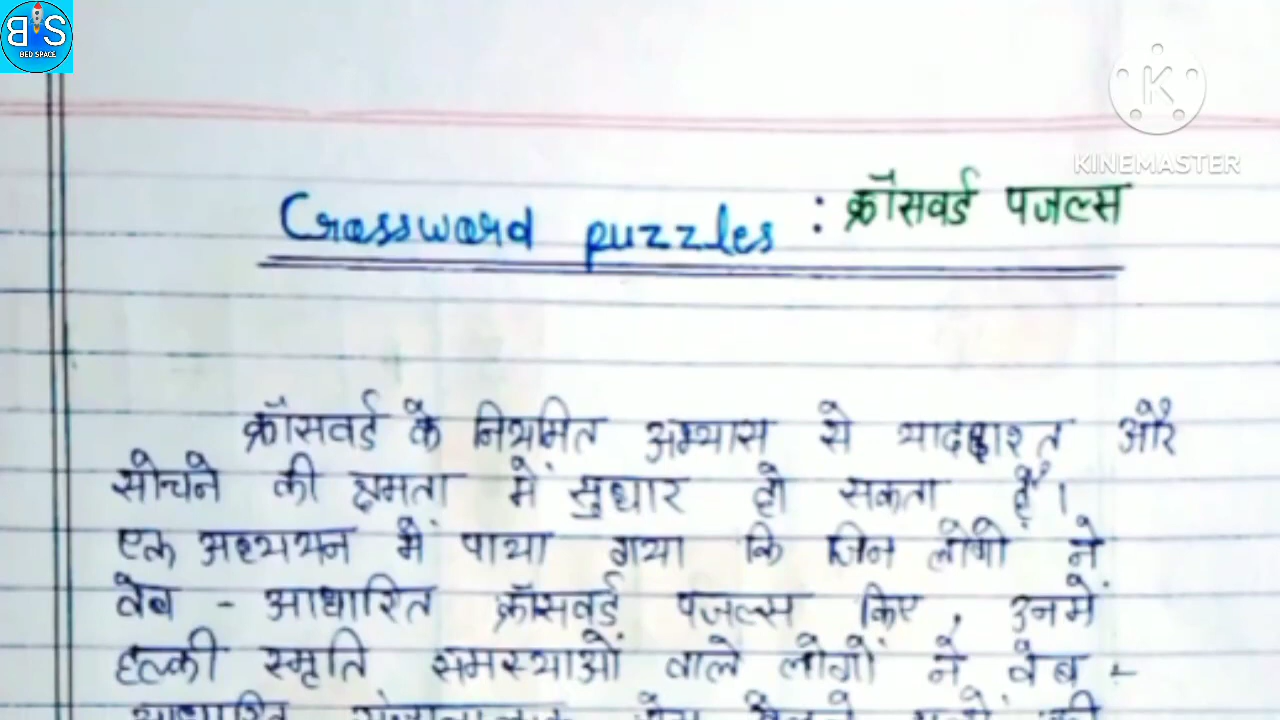 BS
BED SPACE
K
KINEMASTER
Crossword puzzles : क्रॉसवर्ड पजल्स
क्रॉसवर्ड के नियमित अभ्यास से याददाश्त और
सोचने की क्षमता में सुधार हो सकता है।
एक अध्ययन में पाया गया कि जिन लोगो ने
वेब - आधारित क्रॉसवर्ड पजल्स किए, उनमें
हल्की स्मृति समस्याओं वाले लोगों ने वेब -
आधारित